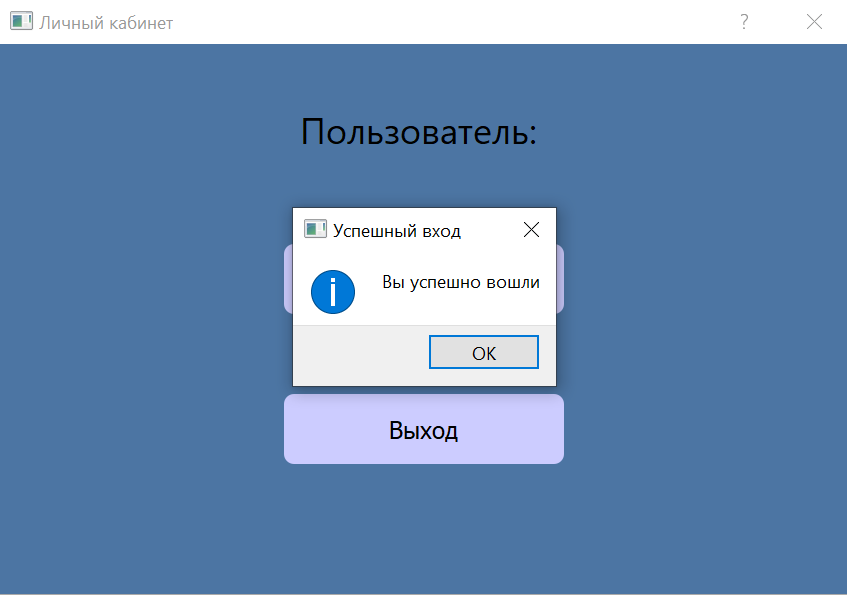 Личный кабинет
?
Пользователь:
Успешный вход
Вы успешно вошли
OK
Выход